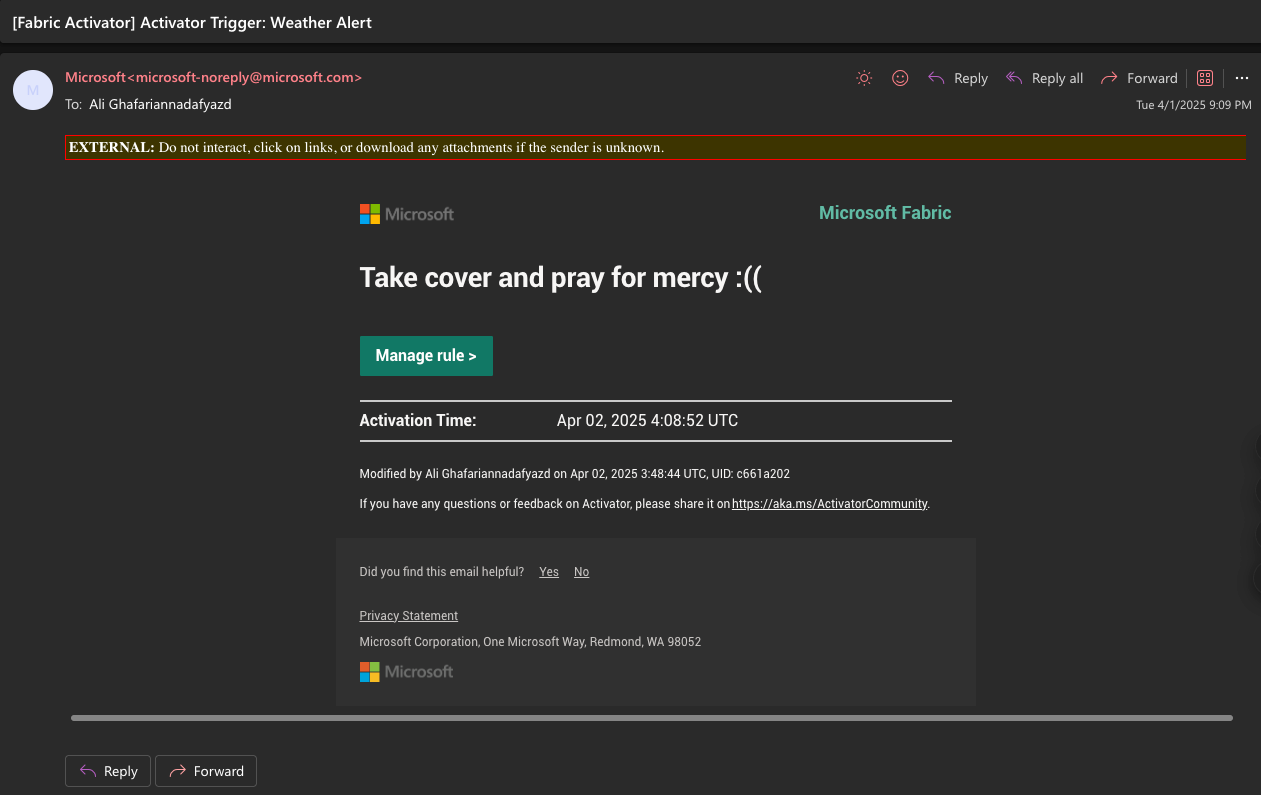 [Fabric Activator] Activator Trigger: Weather Alert
M
Microsoft<microsoft-noreply@microsoft.com>
Reply
Reply all
Forward
To: Ali Ghafariannadafyazd
Tue 4/1/2025 9:09 PM
EXTERNAL: Do not interact, click on links, or download any attachments if the sender is unknown.
Microsoft
Microsoft Fabric
Take cover and pray for mercy :((
Manage rule >
Activation Time: Apr 02, 2025 4:08:52 UTC
Modified by Ali Ghafariannadafyazd on Apr 02, 2025 3:48:44 UTC, UID: c661a202
If you have any questions or feedback on Activator, please share it on https://aka.ms/ActivatorCommunity.
Did you find this email helpful? Yes No
Privacy Statement
Microsoft Corporation, One Microsoft Way, Redmond, WA 98052
Microsoft
Reply
Forward